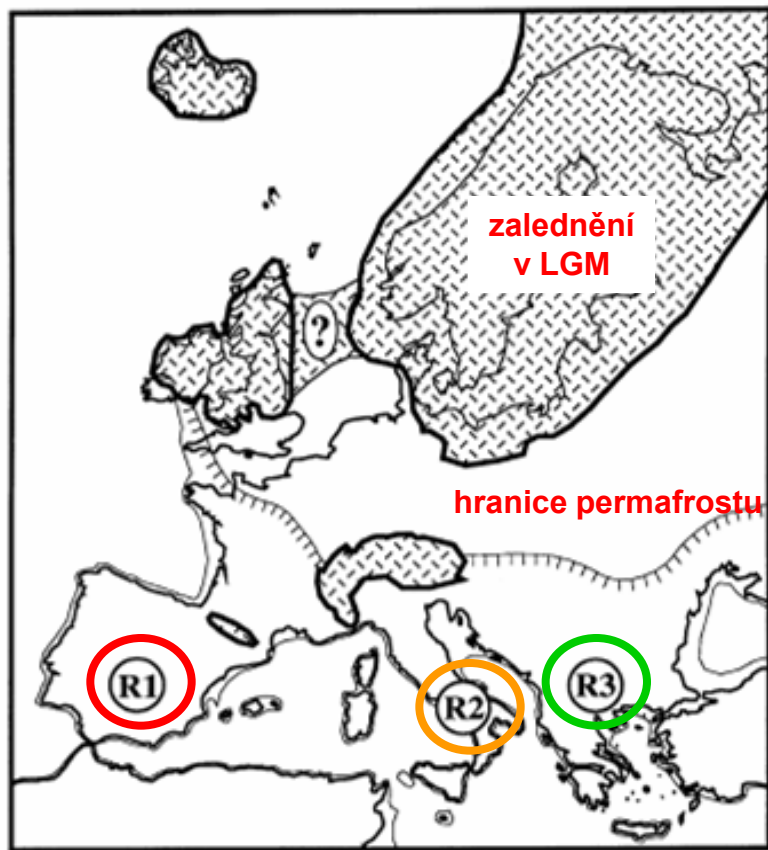 zalednění
v LGM
?
hranice permafrostu
R1
R2
R3